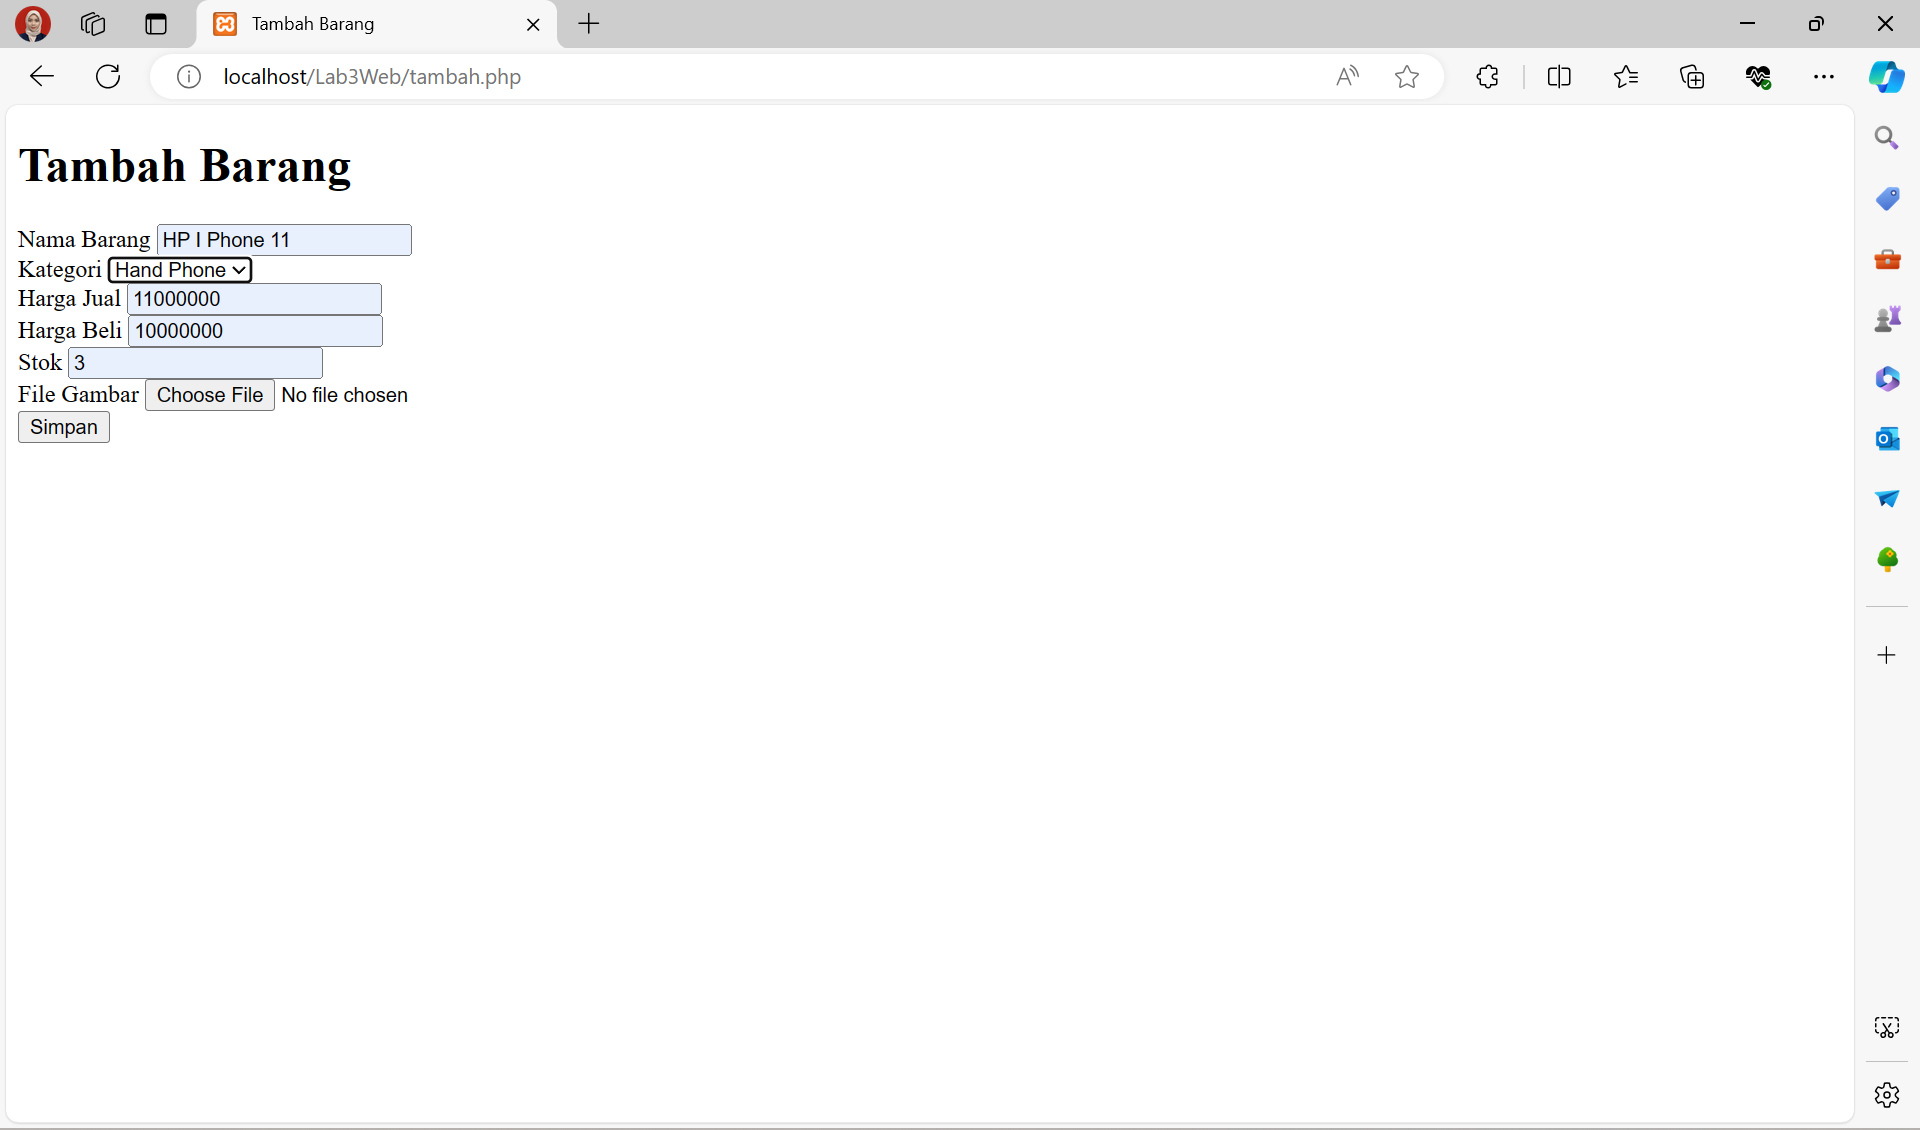 Tambah Barang
localhost/Lab3Web/tambah.php
Tambah Barang
Nama Barang HP I Phone 11
Kategori Hand Phone
Harga Jual 11000000
Harga Beli 10000000
Stok 3
File Gambar Choose File No file chosen
Simpan